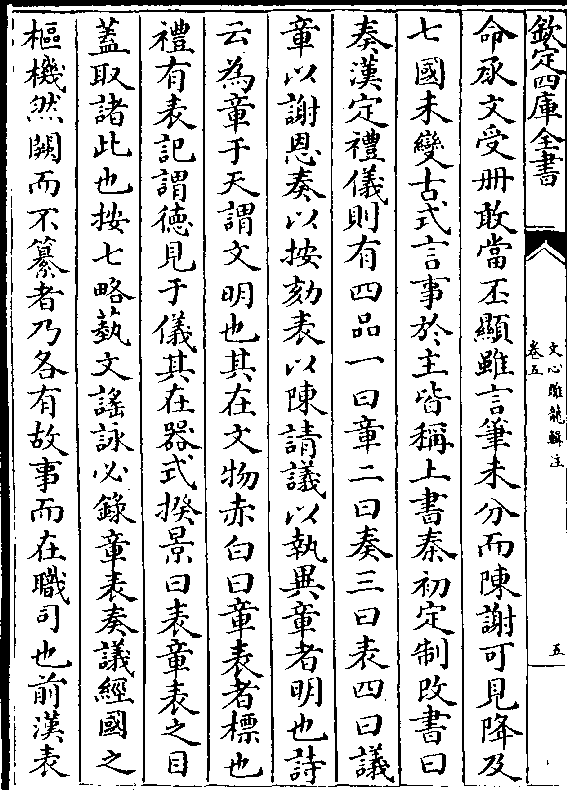 欽定四庫全書
文心雕龍輯注
卷五
五
命承文受冊敢當丕顯雖言筆未分而陳謝可見降及
七國未變古式言事於主皆稱上書秦初定制改書曰
奏漢定禮儀則有四品一曰章二曰奏三曰表四曰議
章以謝恩奏以按劾表以陳請議以執異章者明也詩
云為章于天謂文明也其在文物赤白曰章表者標也
禮有表記謂徳見于儀其在器式揆景曰表章表之目
蓋取諸此也按七略藝文謠詠必錄章表奏議經國之
樞機然闕而不纂者乃各有故事而在職司也前漢表